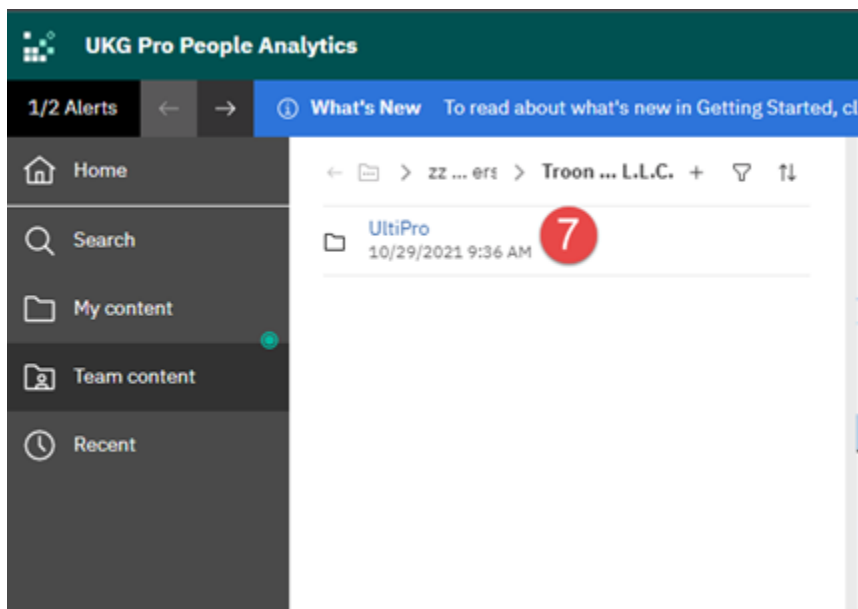 UKG Pro People Analytics
1/2 Alerts ← → What's New To read about what's new in Getting Started, cl
Home
Search
My content
Team content
Recent
← > zz ... ers > Troon ... L.L.C. +
UltiPro
10/29/2021 9:36 AM
7